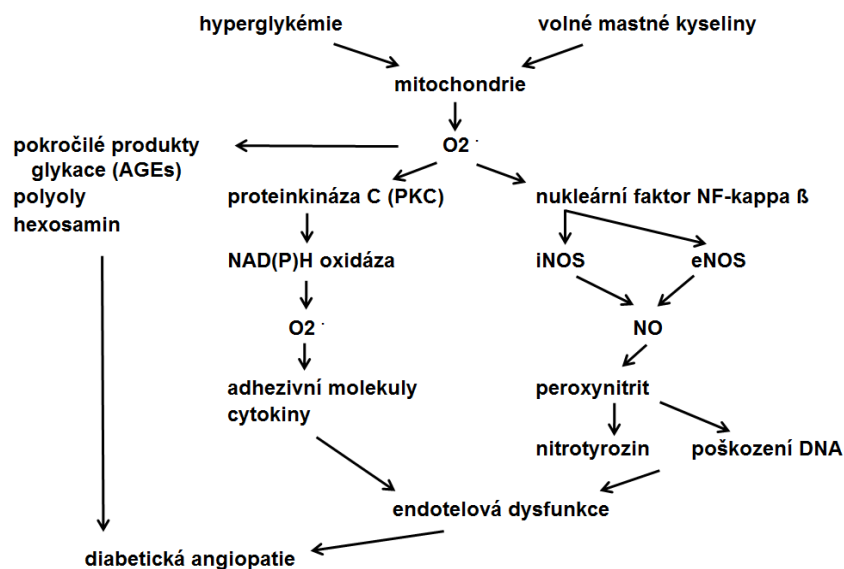 hyperglykémie
volné mastné kyseliny
mitochondrie
O2 ·
pokročilé produkty
glykace (AGEs)
polyoly
hexosamin
proteinkináza C (PKC)
nukleární faktor NF-kappa ß
NAD(P)H oxidáza
iNOS
eNOS
O2 ·
NO
adhezivní molekuly
cytokiny
peroxynitrit
nitrotyrozin
poškození DNA
endotelová dysfunkce
diabetická angiopatie